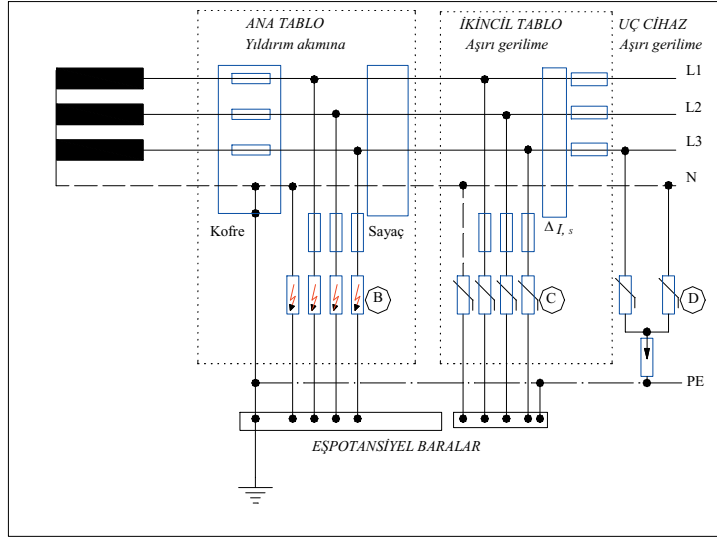 ANA TABLO
Yıldırım akımına
İKİNCİL TABLO
Aşırı gerilime
UÇ CİHAZ
Aşırı gerilime
L1
L2
L3
N
Kofre
Sayaç
Δ I, s
B
C
D
PE
EŞPOTANSİYEL BARALAR